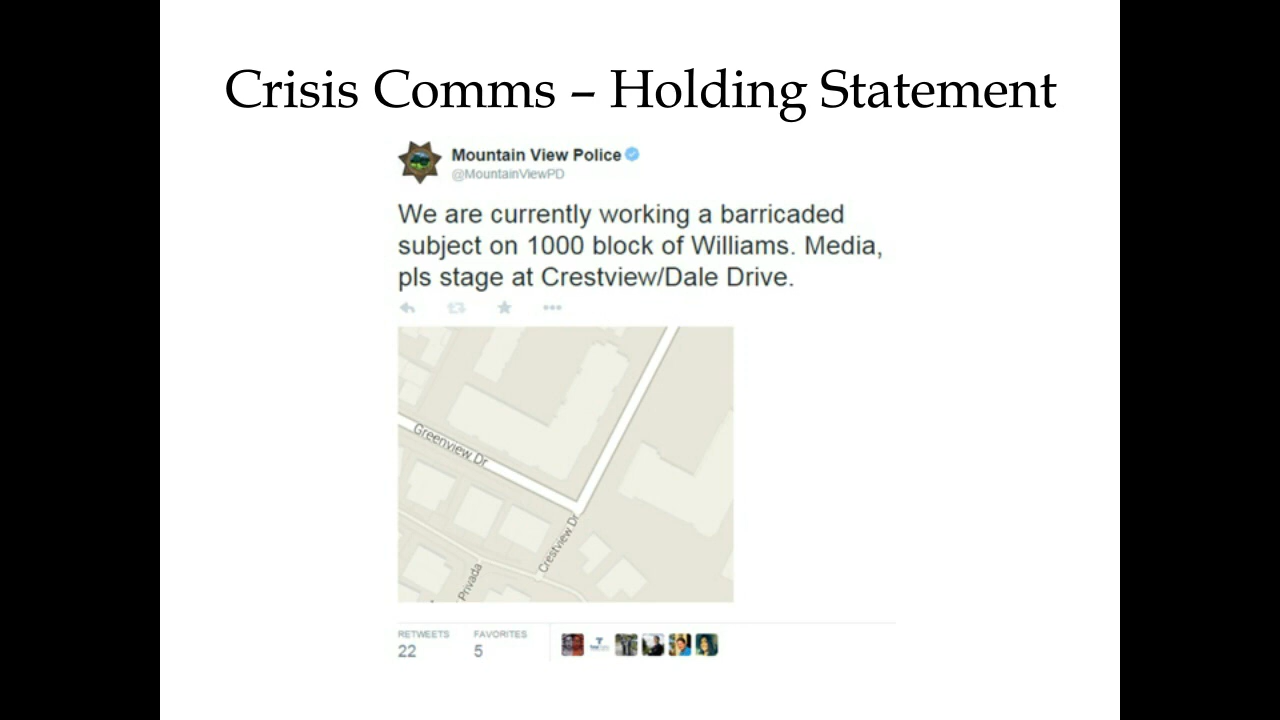 Crisis Comms – Holding Statement
Mountain View Police
@MountainViewPD
We are currently working a barricaded
subject on 1000 block of Williams. Media,
pls stage at Crestview/Dale Drive.
Greenview Dr
Crestview Dr
Privada
RETWEETS FAVORITES
22 5